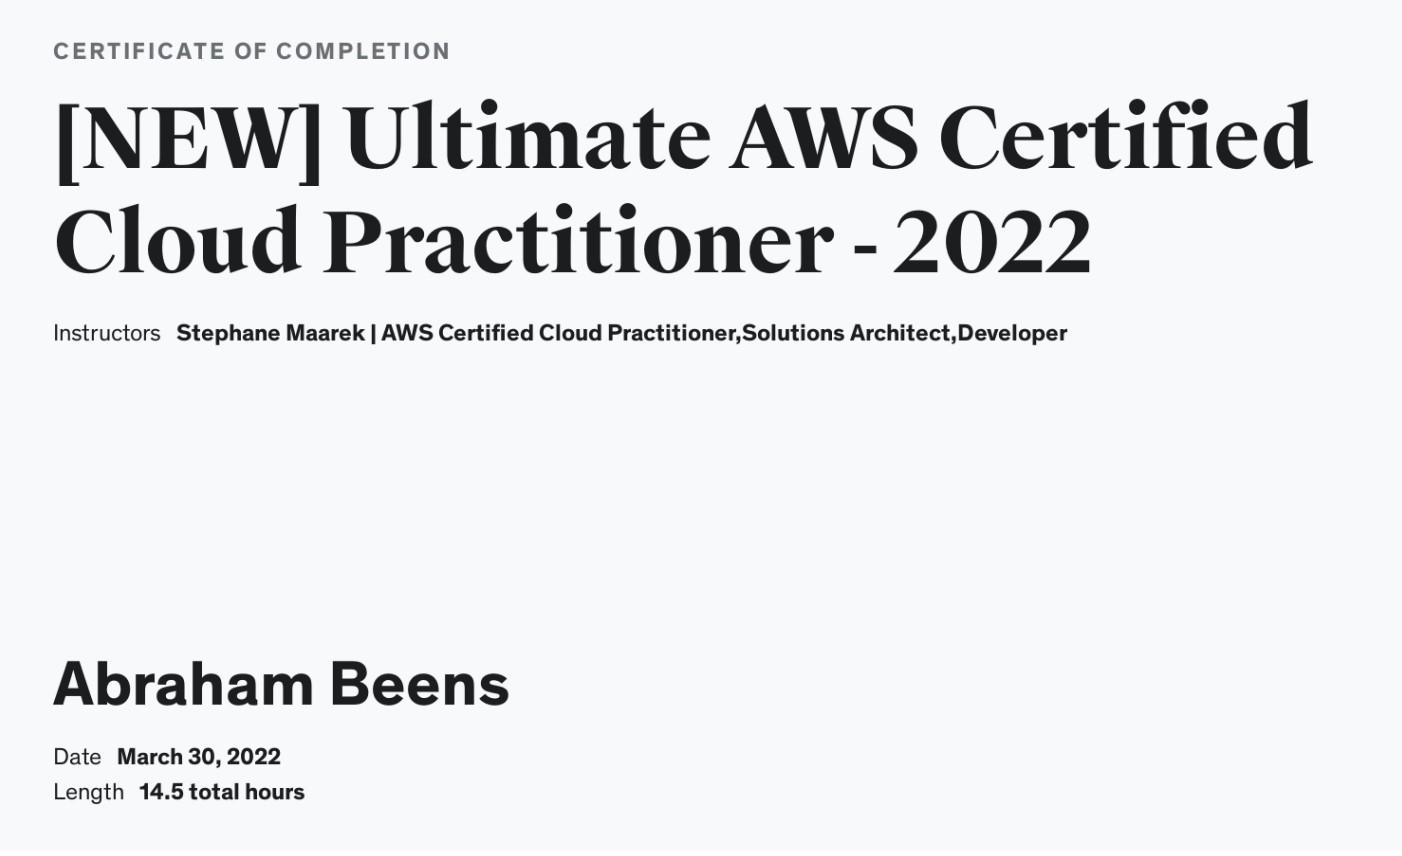 CERTIFICATE OF COMPLETION
[NEW] Ultimate AWS Certified
Cloud Practitioner - 2022
Instructors Stephane Maarek | AWS Certified Cloud Practitioner,Solutions Architect,Developer
Abraham Beens
Date March 30, 2022
Length 14.5 total hours